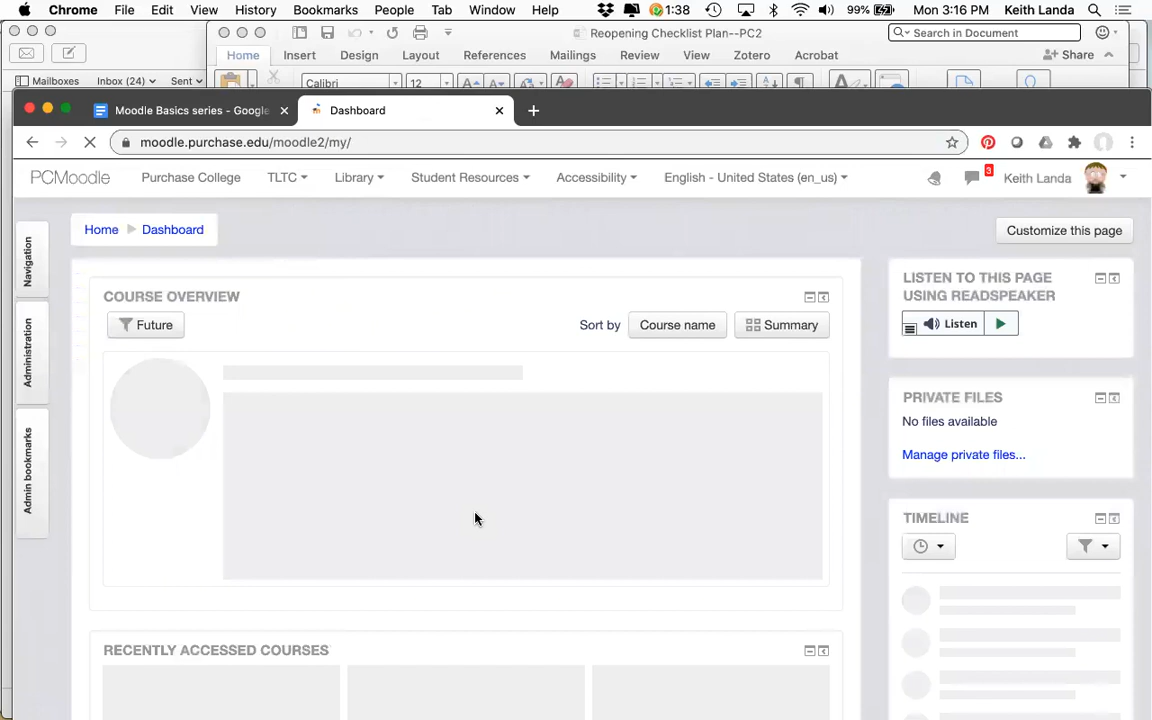 Chrome File Edit View History Bookmarks People Tab Window Help 1:38 99% Mon 3:16 PM Keith Landa
Reopening Checklist Plan--PC2 Search in Document
Home Insert Design Layout References Mailings Review View Zotero Acrobat Share
Mailboxes Inbox (24) Sent Calibri 12
Moodle Basics series - Google Dashboard
moodle.purchase.edu/moodle2/my/
PCMoodle Purchase College TLTC Library Student Resources Accessibility English - United States (en_us) 3 Keith Landa
Home Dashboard Customize this page
Navigation
Administration
Admin bookmarks
COURSE OVERVIEW
Future Sort by Course name Summary
RECENTLY ACCESSED COURSES
LISTEN TO THIS PAGE
USING READSPEAKER
Listen
PRIVATE FILES
No files available
Manage private files...
TIMELINE